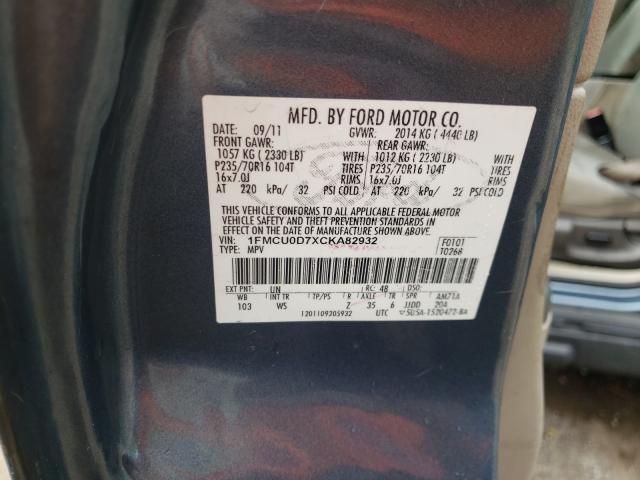 MFD. BY FORD MOTOR CO.
DATE: 09/11 GVWR: 2014 KG ( 4440 LB)
FRONT GAWR: REAR GAWR:
1057 KG ( 2330 LB) WITH 1012 KG ( 2230 LB) WITH
P235/70R16 104T TIRES P235/70R16 104T TIRES
16x7.0J RIMS 16x7.0J RIMS
AT 220 kPa/ 32 PSI COLD AT 220 kPa/ 32 PSI COLD
THIS VEHICLE CONFORMS TO ALL APPLICABLE FEDERAL MOTOR
VEHICLE SAFETY AND THEFT PREVENTION STANDARDS IN
EFFECT ON THE DATE OF MANUFACTURE SHOWN ABOVE.
VIN: 1FMCU0D7XCKA82932 F0101
TYPE: MPV T0268
EXT PNT: UN RC: 48 DSO:
WB INT TR TP/PS R AXLE TR SPR AM71A
103 WS Z 35 6 JJDD 20A
1201109205932 UTC 5U5A-1520472-BA